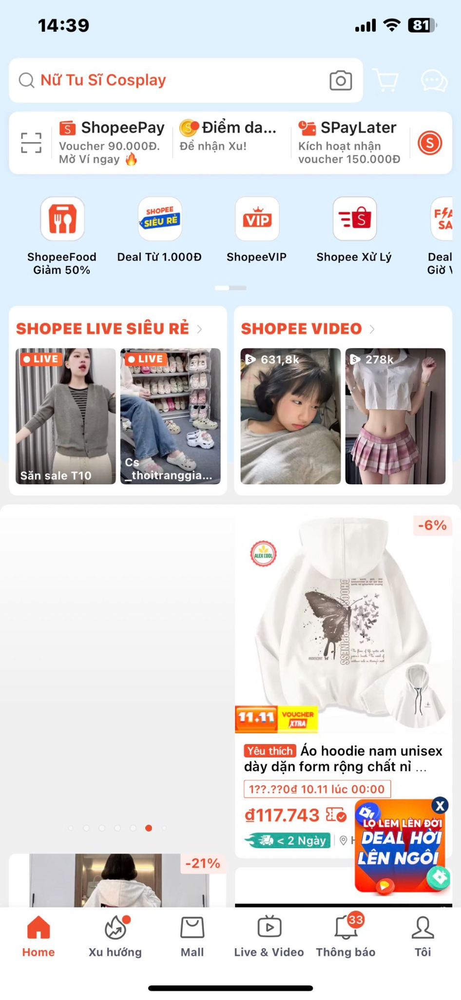 14:39
81
Nữ Tu Sĩ Cosplay
ShopeePay
Voucher 90.000Đ.
Mở Ví ngay 🔥
Điểm da...
Để nhận Xu!
SPayLater
Kích hoạt nhận
voucher 150.000Đ
ShopeeFood
Giảm 50%
SHOPEE
SIÊU RẺ
Deal Từ 1.000Đ
VIP
ShopeeVIP
Shopee Xử Lý
Deal
Giờ
SHOPEE LIVE SIÊU RẺ
LIVE
Săn sale T10
LIVE
Cs
_thoitranggia...
SHOPEE VIDEO
631,8k
278k
-6%
ALEX COOL
CHOOSE HAPPINESS
11.11
VOUCHER
XTRA
Yêu thích Áo hoodie nam unisex
dày dặn form rộng chất nỉ ...
1??.??0₫ 10.11 lúc 00:00
₫117.743
< 2 Ngày
X
LỌ LEM LÊN ĐỜI
DEAL HỜI
LÊN NGÔI
-21%
33
Home
Xu hướng
Mall
Live & Video
Thông báo
Tôi